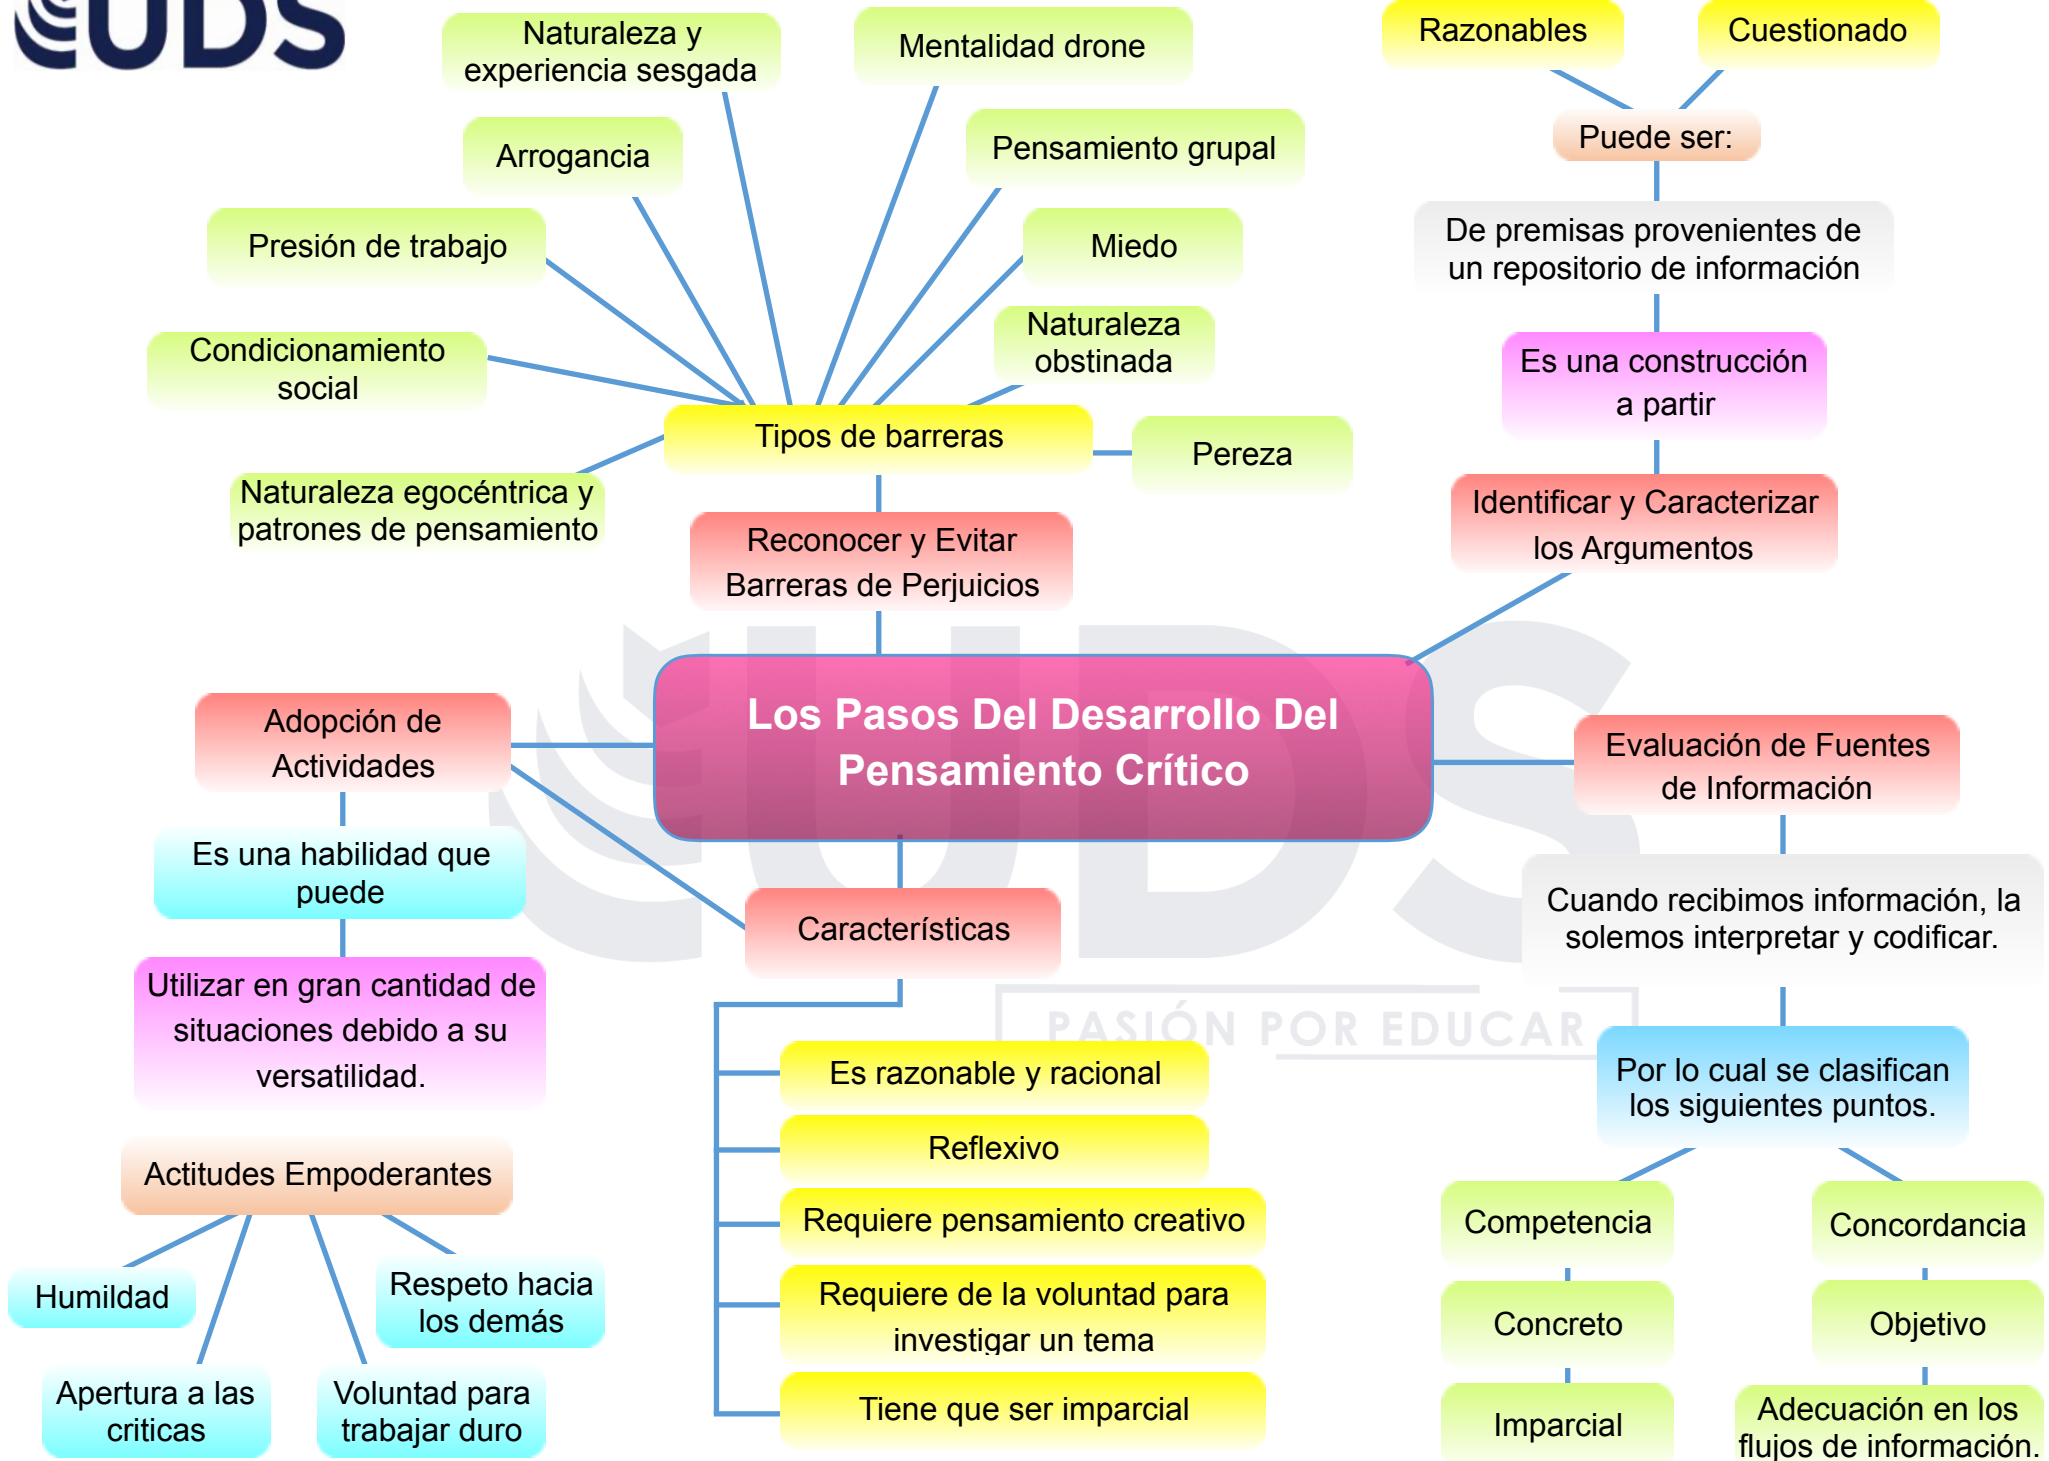 UDS
Naturaleza y
experiencia sesgada
Mentalidad drone
Razonables
Cuestionado
Arrogancia
Pensamiento grupal
Puede ser:
Presión de trabajo
Miedo
De premisas provenientes de
un repositorio de información
Condicionamiento
social
Naturaleza
obstinada
Es una construcción
a partir
Tipos de barreras
Pereza
Naturaleza egocéntrica y
patrones de pensamiento
Reconocer y Evitar
Barreras de Perjuicios
Identificar y Caracterizar
los Argumentos
Los Pasos Del Desarrollo Del
Pensamiento Crítico
Adopción de
Actividades
Evaluación de Fuentes
de Información
Es una habilidad que
puede
Características
Cuando recibimos información, la
solemos interpretar y codificar.
Utilizar en gran cantidad de
situaciones debido a su
versatilidad.
UDS
PASIÓN POR EDUCAR
Es razonable y racional
Reflexivo
Requiere pensamiento creativo
Requiere de la voluntad para
investigar un tema
Tiene que ser imparcial
Por lo cual se clasifican
los siguientes puntos.
Actitudes Empoderantes
Humildad
Respeto hacia
los demás
Apertura a las
criticas
Voluntad para
trabajar duro
Competencia
Concordancia
Concreto
Objetivo
Imparcial
Adecuación en los
flujos de información.